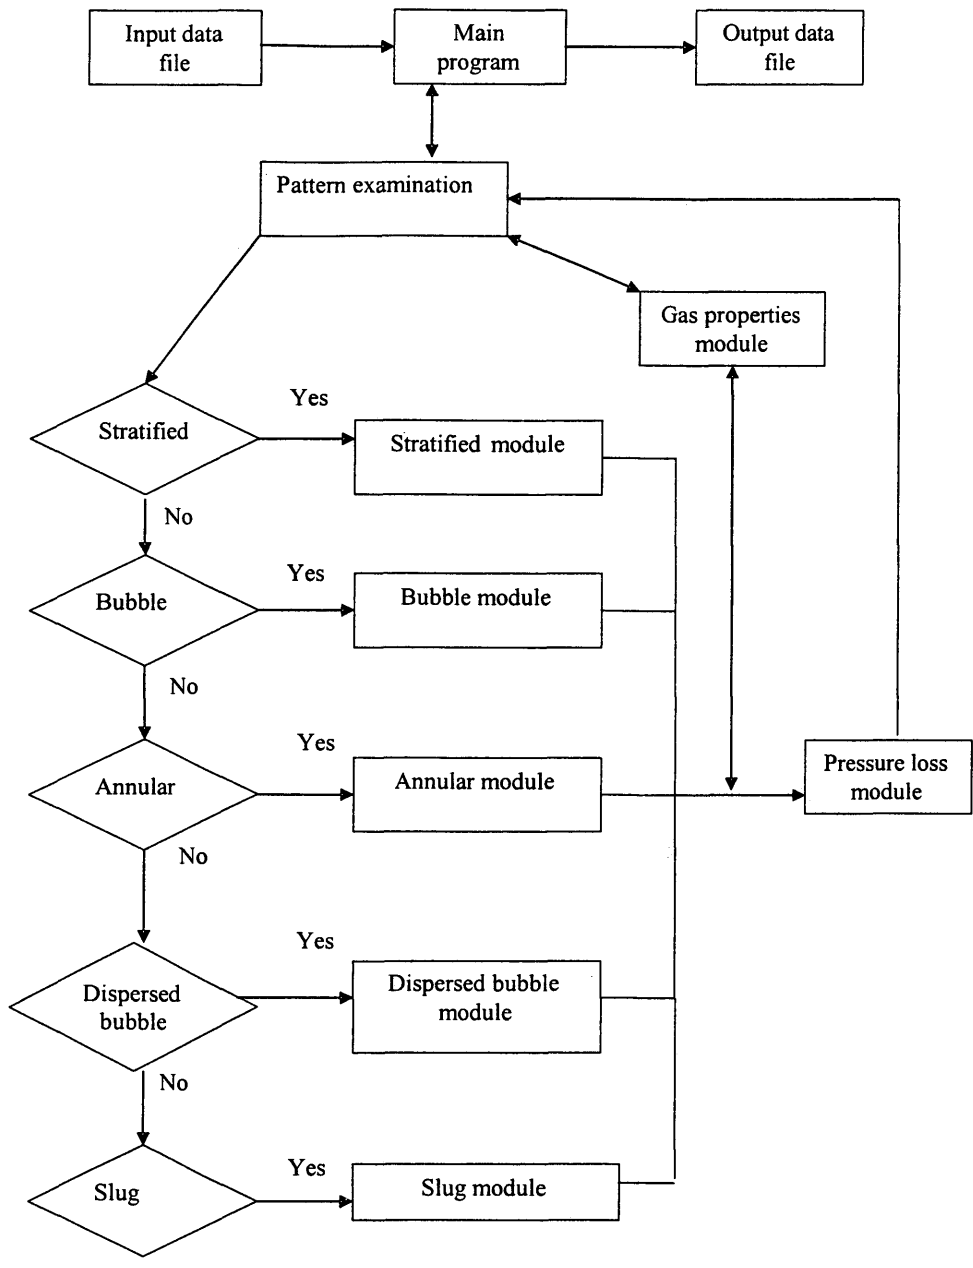 Input data
file
Main
program
Output data
file
Pattern examination
Gas properties
module
Yes
Stratified
Stratified module
No
Yes
Bubble
Bubble module
No
Yes
Annular
Annular module
Pressure loss
module
No
Yes
Dispersed
bubble
Dispersed bubble
module
No
Yes
Slug
Slug module